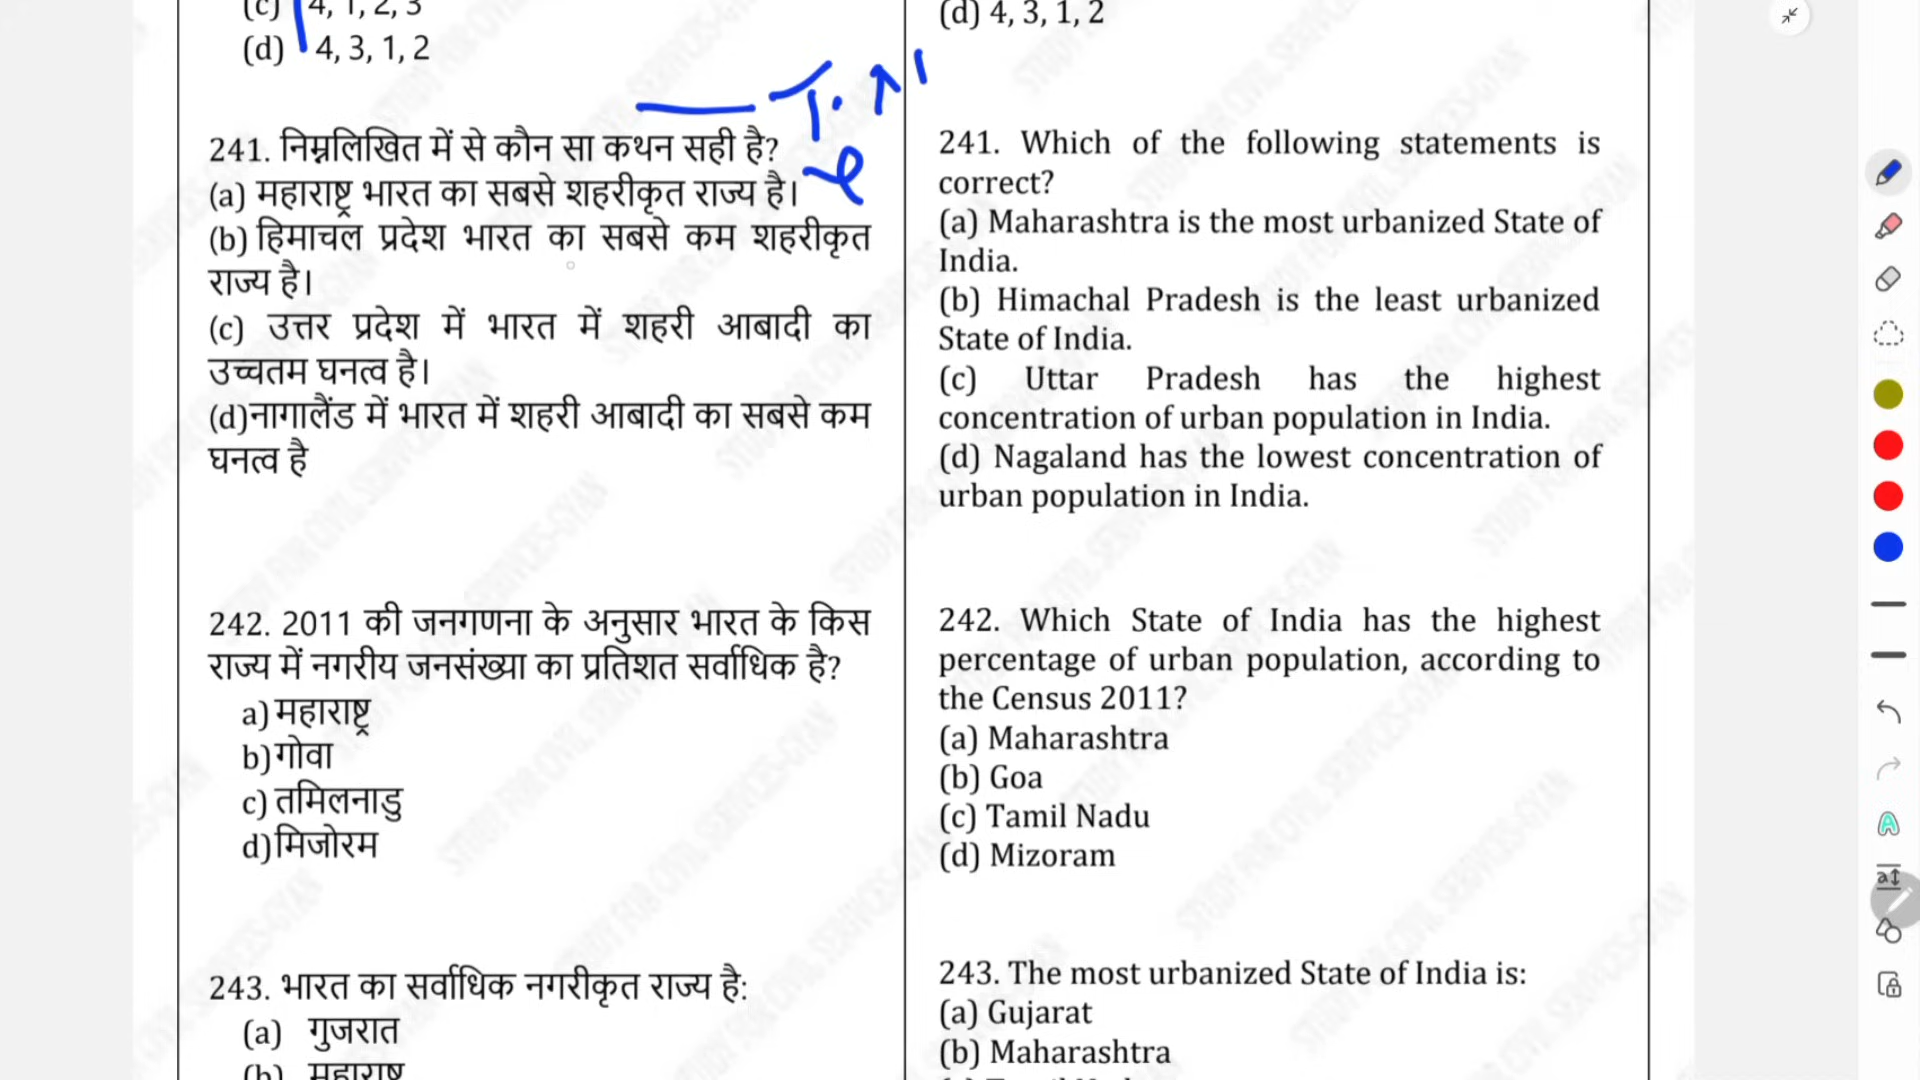 (c) 4, 1, 2, 3
(d) 4, 3, 1, 2
241. निम्नलिखित में से कौन सा कथन सही है?
(a) महाराष्ट्र भारत का सबसे शहरीकृत राज्य है।
(b) हिमाचल प्रदेश भारत का सबसे कम शहरीकृत
राज्य है।
(c) उत्तर प्रदेश में भारत में शहरी आबादी का
उच्चतम घनत्व है।
(d)नागालैंड में भारत में शहरी आबादी का सबसे कम
घनत्व है
242. 2011 की जनगणना के अनुसार भारत के किस
राज्य में नगरीय जनसंख्या का प्रतिशत सर्वाधिक है?
a) महाराष्ट्र
b) गोवा
c) तमिलनाडु
d) मिजोरम
243. भारत का सर्वाधिक नगरीकृत राज्य है:
(a) गुजरात
(b) महाराष्ट्र
(d) 4, 3, 1, 2
241. Which of the following statements is
correct?
(a) Maharashtra is the most urbanized State of
India.
(b) Himachal Pradesh is the least urbanized
State of India.
(c) Uttar Pradesh has the highest
concentration of urban population in India.
(d) Nagaland has the lowest concentration of
urban population in India.
242. Which State of India has the highest
percentage of urban population, according to
the Census 2011?
(a) Maharashtra
(b) Goa
(c) Tamil Nadu
(d) Mizoram
243. The most urbanized State of India is:
(a) Gujarat
(b) Maharashtra
STUDY FOR CIVIL SERVICES-GYAN